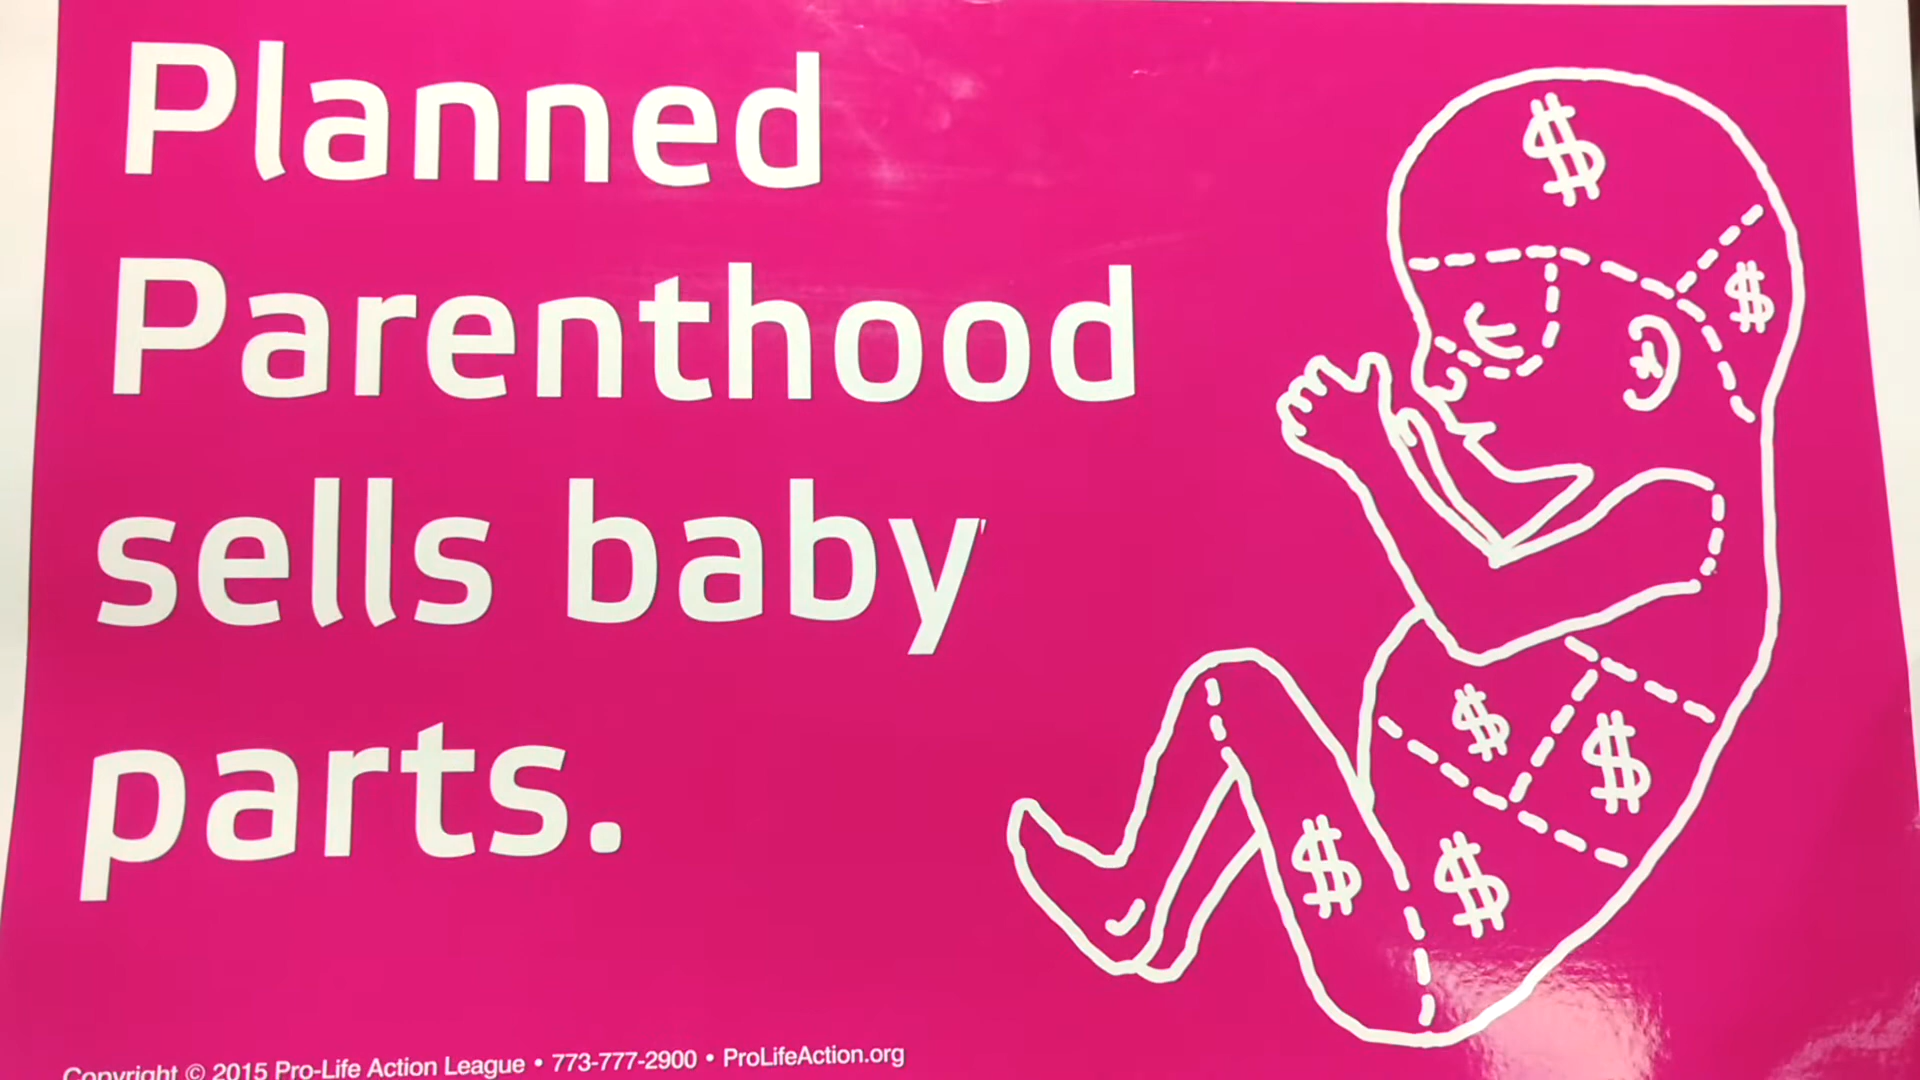 Planned
Parenthood
sells baby
parts.
$
$
$
$
$
$
Copyright © 2015 Pro-Life Action League • 773-777-2900 • ProLifeAction.org